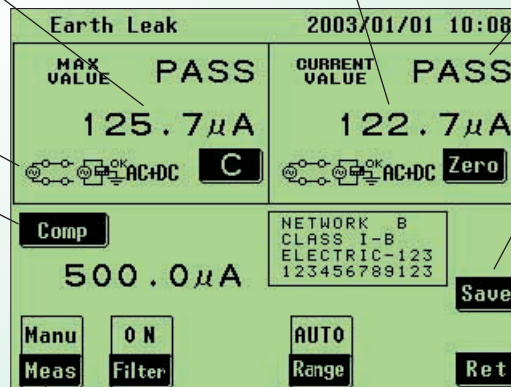 Earth Leak 2003/01/01 10:08
MAX VALUE PASS
125.7μA
OK AC+DC C
CURRENT VALUE PASS
122.7μA
OK AC+DC Zero
Comp
500.0μA
NETWORK B
CLASS I-B
ELECTRIC-123
123456789123
Save
Manu ON AUTO
Meas Filter Range Ret